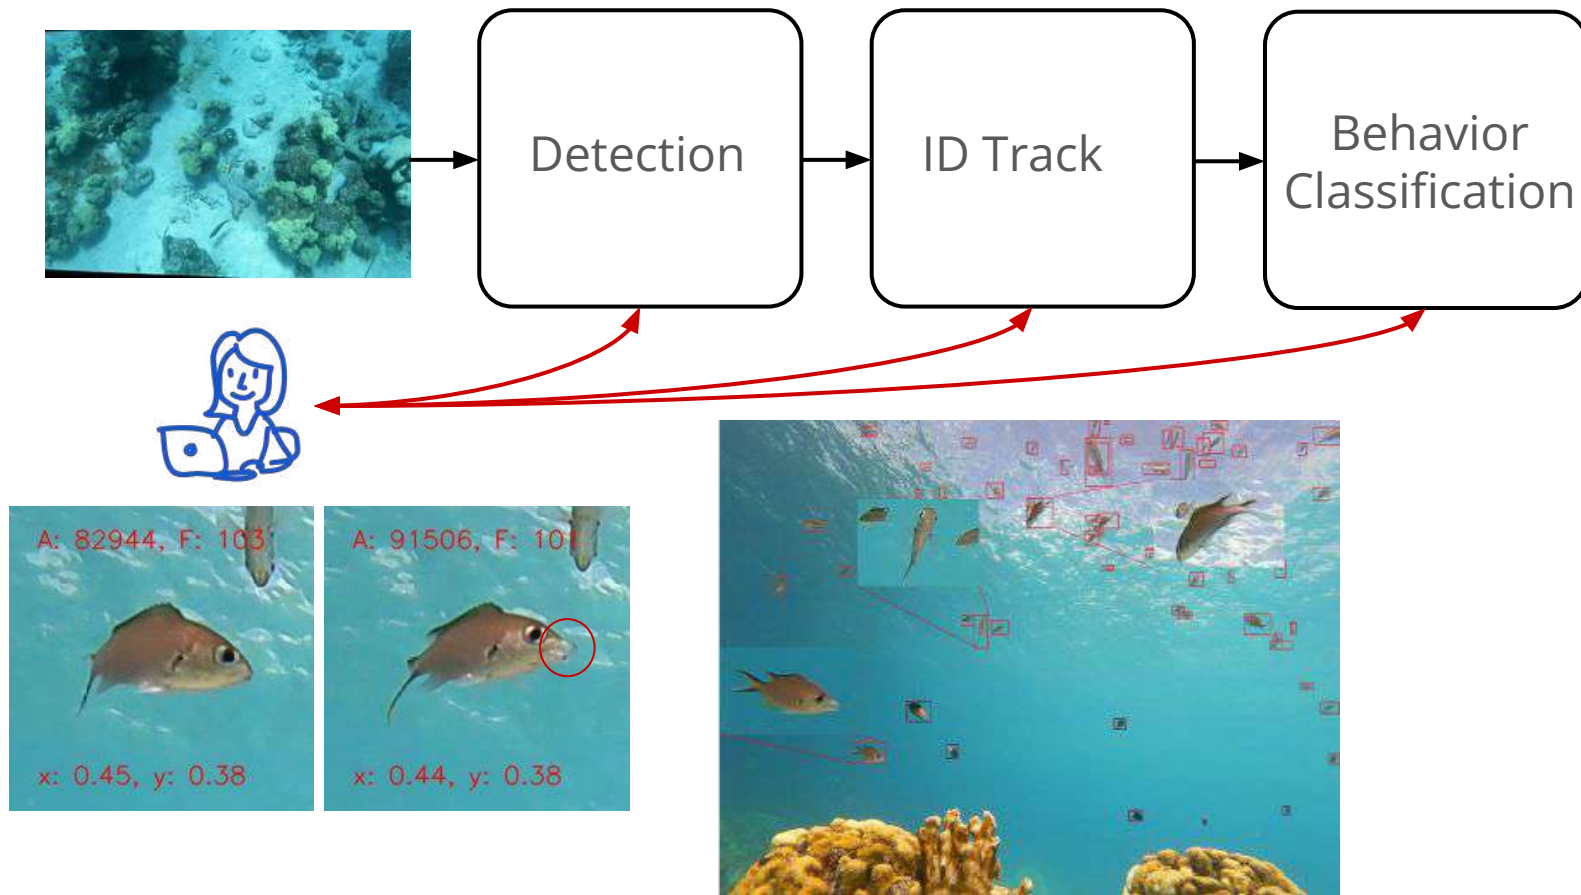 Detection
ID Track
Behavior
Classification
A: 82944, F: 103
x: 0.45, y: 0.38
A: 91506, F: 101
x: 0.44, y: 0.38